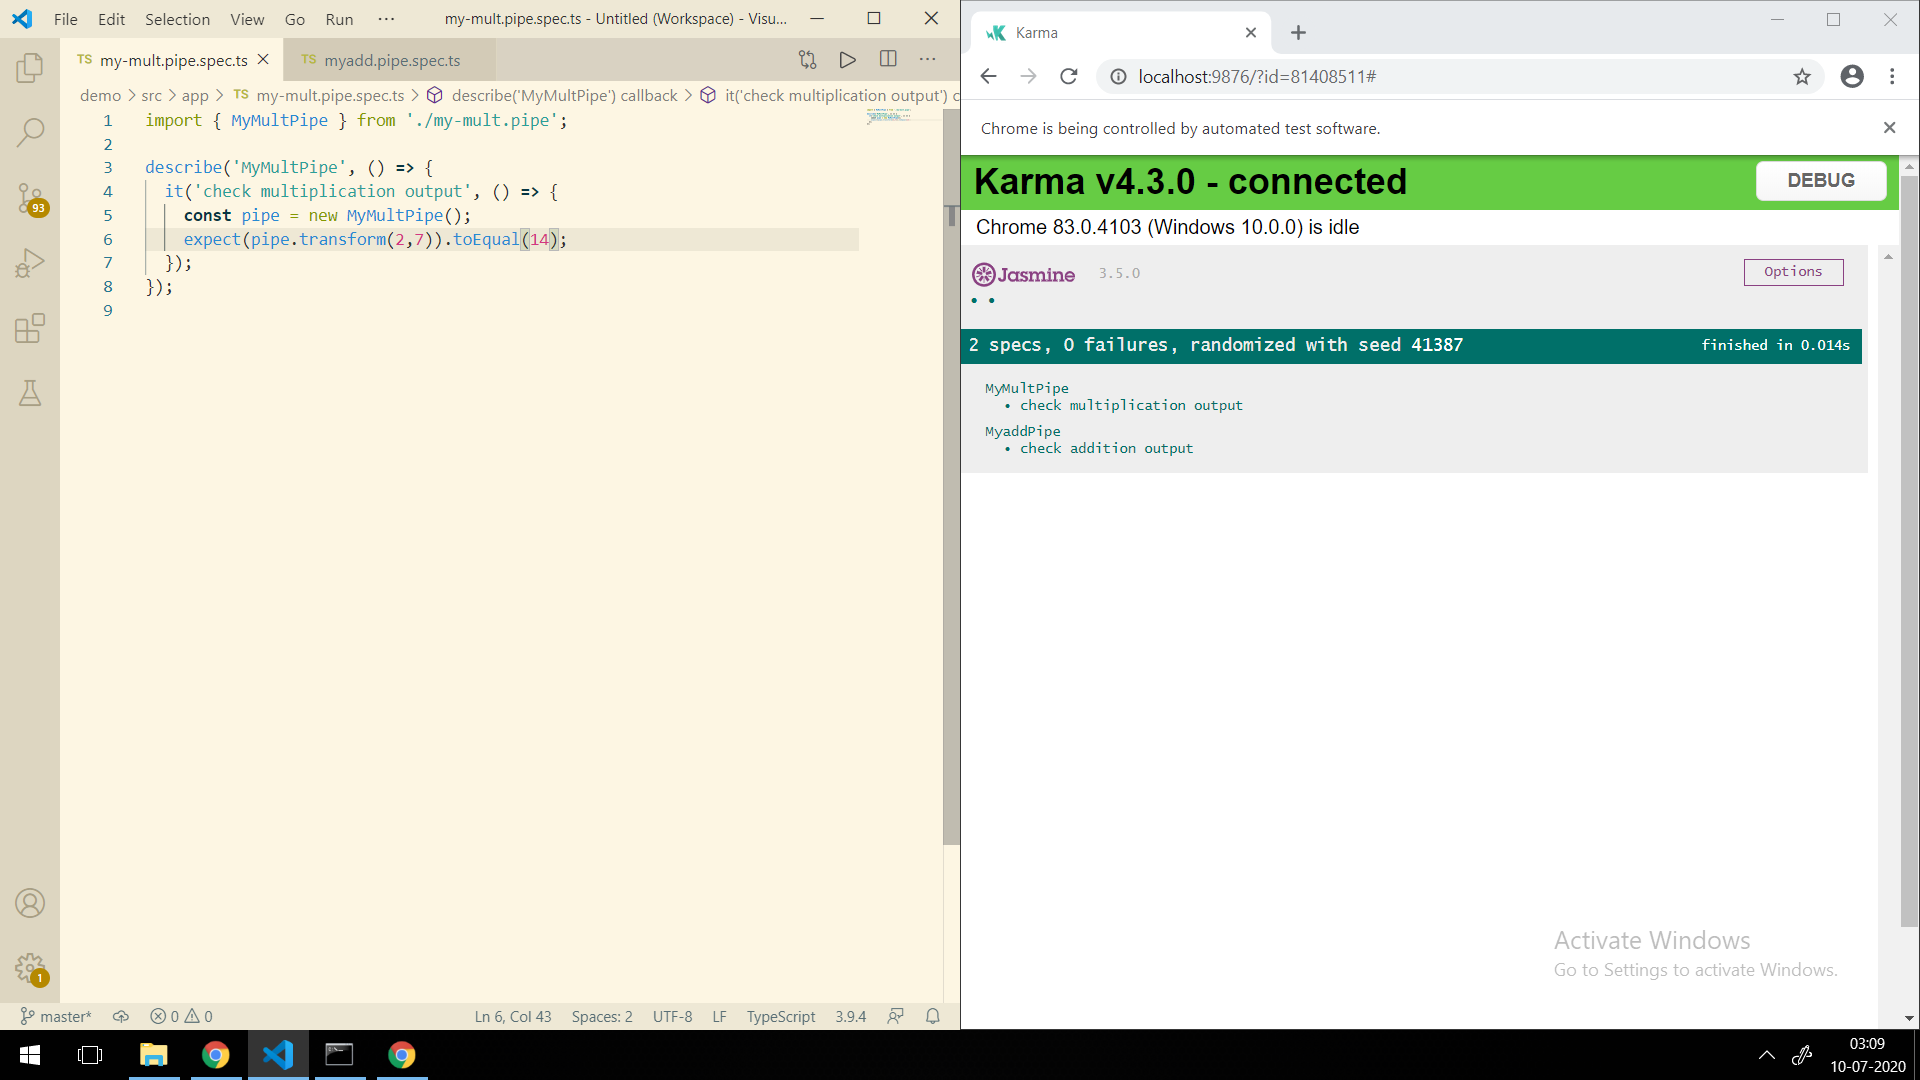 File Edit Selection View Go Run ··· my-mult.pipe.spec.ts - Untitled (Workspace) - Visu...
TS my-mult.pipe.spec.ts TS myadd.pipe.spec.ts
demo > src > app > TS my-mult.pipe.spec.ts > describe('MyMultPipe') callback > it('check multiplication output') c
1 import { MyMultPipe } from './my-mult.pipe';
2
3 describe('MyMultPipe', () => {
4 it('check multiplication output', () => {
5 const pipe = new MyMultPipe();
6 expect(pipe.transform(2,7)).toEqual(14);
7 });
8 });
9
93
1
master* 0 0 Ln 6, Col 43 Spaces: 2 UTF-8 LF TypeScript 3.9.4
Karma
localhost:9876/?id=81408511#
Chrome is being controlled by automated test software.
Karma v4.3.0 - connected
DEBUG
Chrome 83.0.4103 (Windows 10.0.0) is idle
Jasmine 3.5.0 Options
• •
2 specs, 0 failures, randomized with seed 41387 finished in 0.014s
MyMultPipe
• check multiplication output
MyaddPipe
• check addition output
Activate Windows
Go to Settings to activate Windows.
03:09
10-07-2020